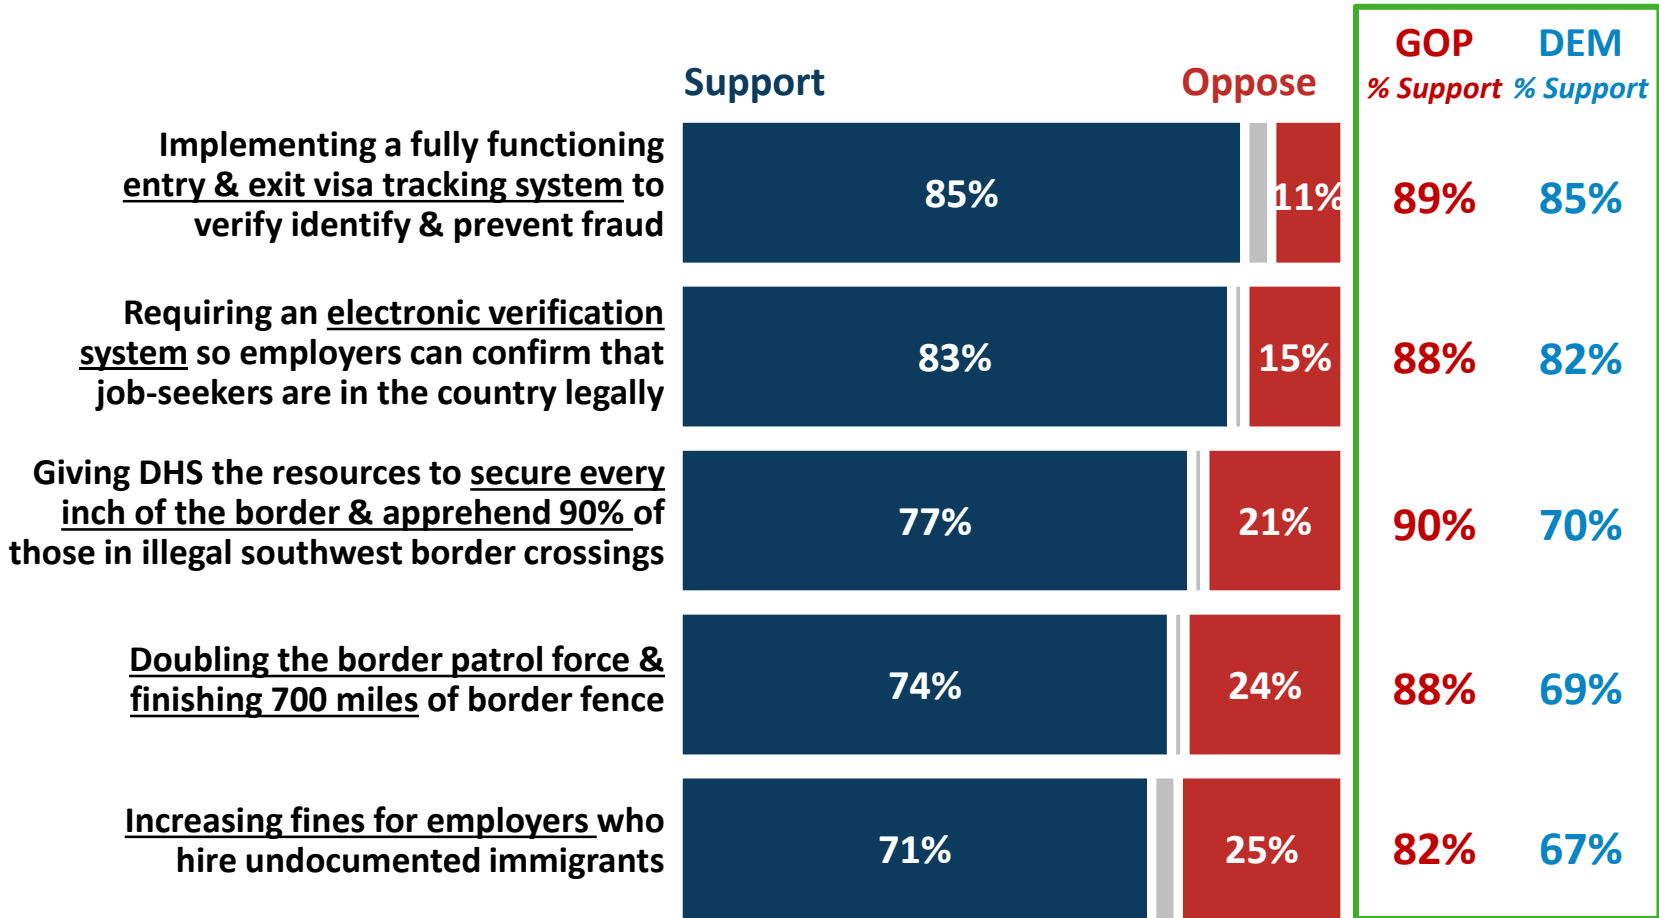 GOP DEM
Support Oppose % Support % Support
Implementing a fully functioning
entry & exit visa tracking system to
verify identify & prevent fraud
85% 11% 89% 85%
Requiring an electronic verification
system so employers can confirm that
job-seekers are in the country legally
83% 15% 88% 82%
Giving DHS the resources to secure every
inch of the border & apprehend 90% of
those in illegal southwest border crossings
77% 21% 90% 70%
Doubling the border patrol force &
finishing 700 miles of border fence
74% 24% 88% 69%
Increasing fines for employers who
hire undocumented immigrants
71% 25% 82% 67%